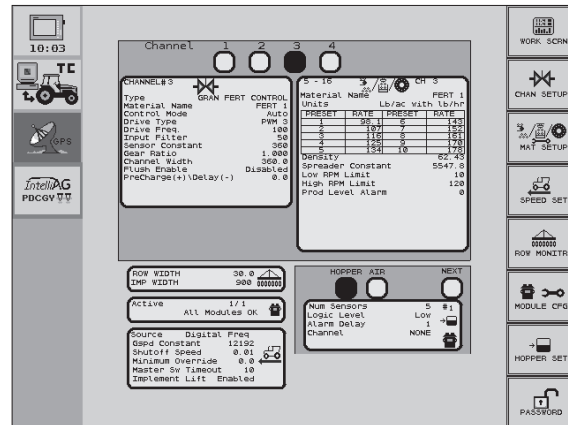 10:03
TC
GPS
IntelliAG
PDCGY
Channel 1 2 3 4
CHANNEL# 3
Type GRAN FERT CONTROL
Material Name FERT 1
Control Mode Auto
Drive Type PWM 3
Drive Freq. 100
Input Filter 50
Sensor Constant 360
Gear Ratio 1.000
Channel Width 360.0
Flush Enable Disabled
PreCharge(+)\Delay(-) 0.0
5 - 16 CH 3
Material Name FERT 1
Units Lb/ac with lb/hr
PRESET RATE PRESET RATE
1 98.1 6 143
2 107 7 152
3 116 8 161
4 125 9 170
5 134 10 178
Density 62.43
Spreader Constant 5547.8
Low RPM Limit 10
High RPM Limit 120
Prod Level Alarm 0
ROW WIDTH 30.0
IMP WIDTH 900
Active 1/1
All Modules OK
Source Digital Freq
Gspd Constant 12192
Shutoff Speed 0.01
Minimum Override 0.0
Master Sw Timeout 10
Implement Lift Enabled
HOPPER AIR NEXT
Num Sensors 5 #1
Logic Level Low
Alarm Delay 1
Channel NONE
WORK SCRN
CHAN SETUP
MAT SETUP
SPEED SET
ROW MONITR
MODULE CFG
HOPPER SET
PASSWORD